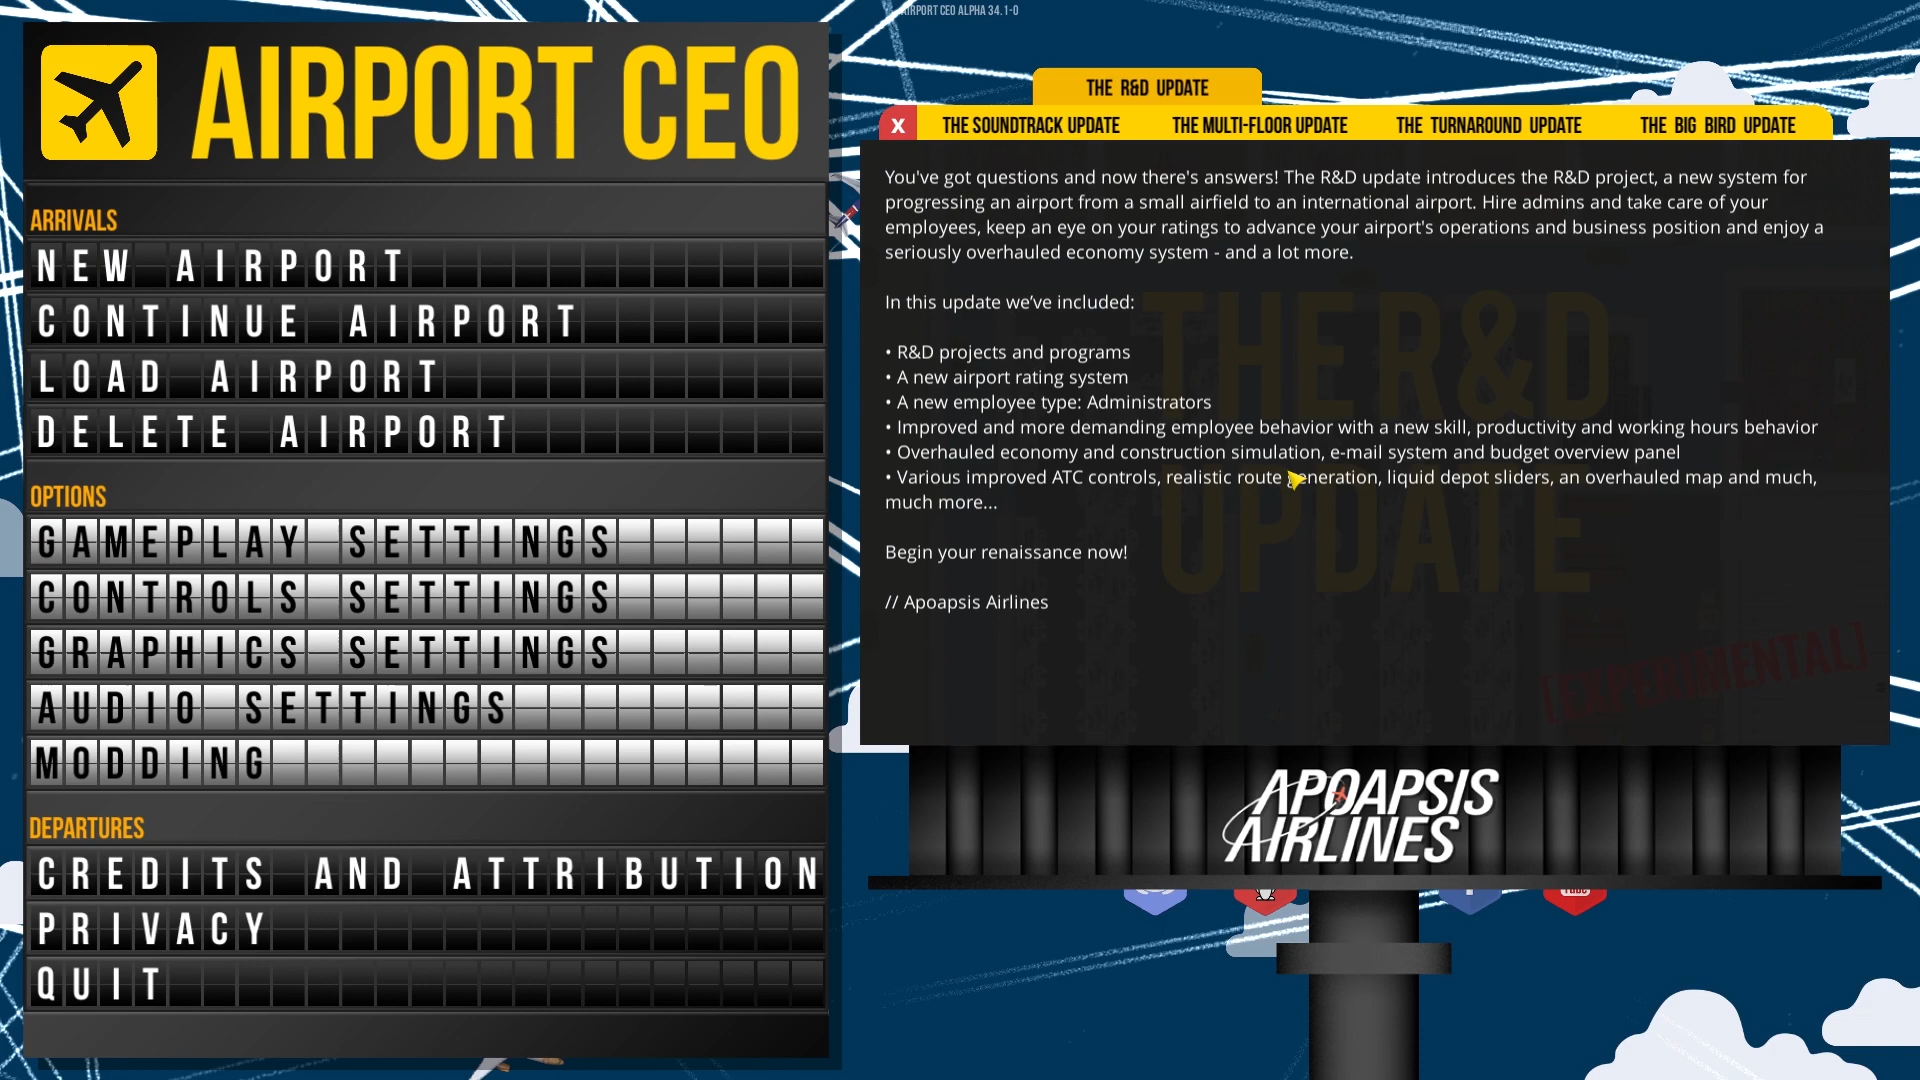 AIRPORT CEO ALPHA 34.1-0
AIRPORT CEO
ARRIVALS
NEW AIRPORT
CONTINUE AIRPORT
LOAD AIRPORT
DELETE AIRPORT
OPTIONS
GAMEPLAY SETTINGS
CONTROLS SETTINGS
GRAPHICS SETTINGS
AUDIO SETTINGS
MODDING
DEPARTURES
CREDITS AND ATTRIBUTION
PRIVACY
QUIT
THE R&D UPDATE
X THE SOUNDTRACK UPDATE THE MULTI-FLOOR UPDATE THE TURNAROUND UPDATE THE BIG BIRD UPDATE
You've got questions and now there's answers! The R&D update introduces the R&D project, a new system for
progressing an airport from a small airfield to an international airport. Hire admins and take care of your
employees, keep an eye on your ratings to advance your airport's operations and business position and enjoy a
seriously overhauled economy system - and a lot more.
In this update we’ve included:
• R&D projects and programs
• A new airport rating system
• A new employee type: Administrators
• Improved and more demanding employee behavior with a new skill, productivity and working hours behavior
• Overhauled economy and construction simulation, e-mail system and budget overview panel
• Various improved ATC controls, realistic route generation, liquid depot sliders, an overhauled map and much,
much more...
Begin your renaissance now!
// Apoapsis Airlines
THE R&D
UPDATE
[EXPERIMENTAL]
APOAPSIS
AIRLINES